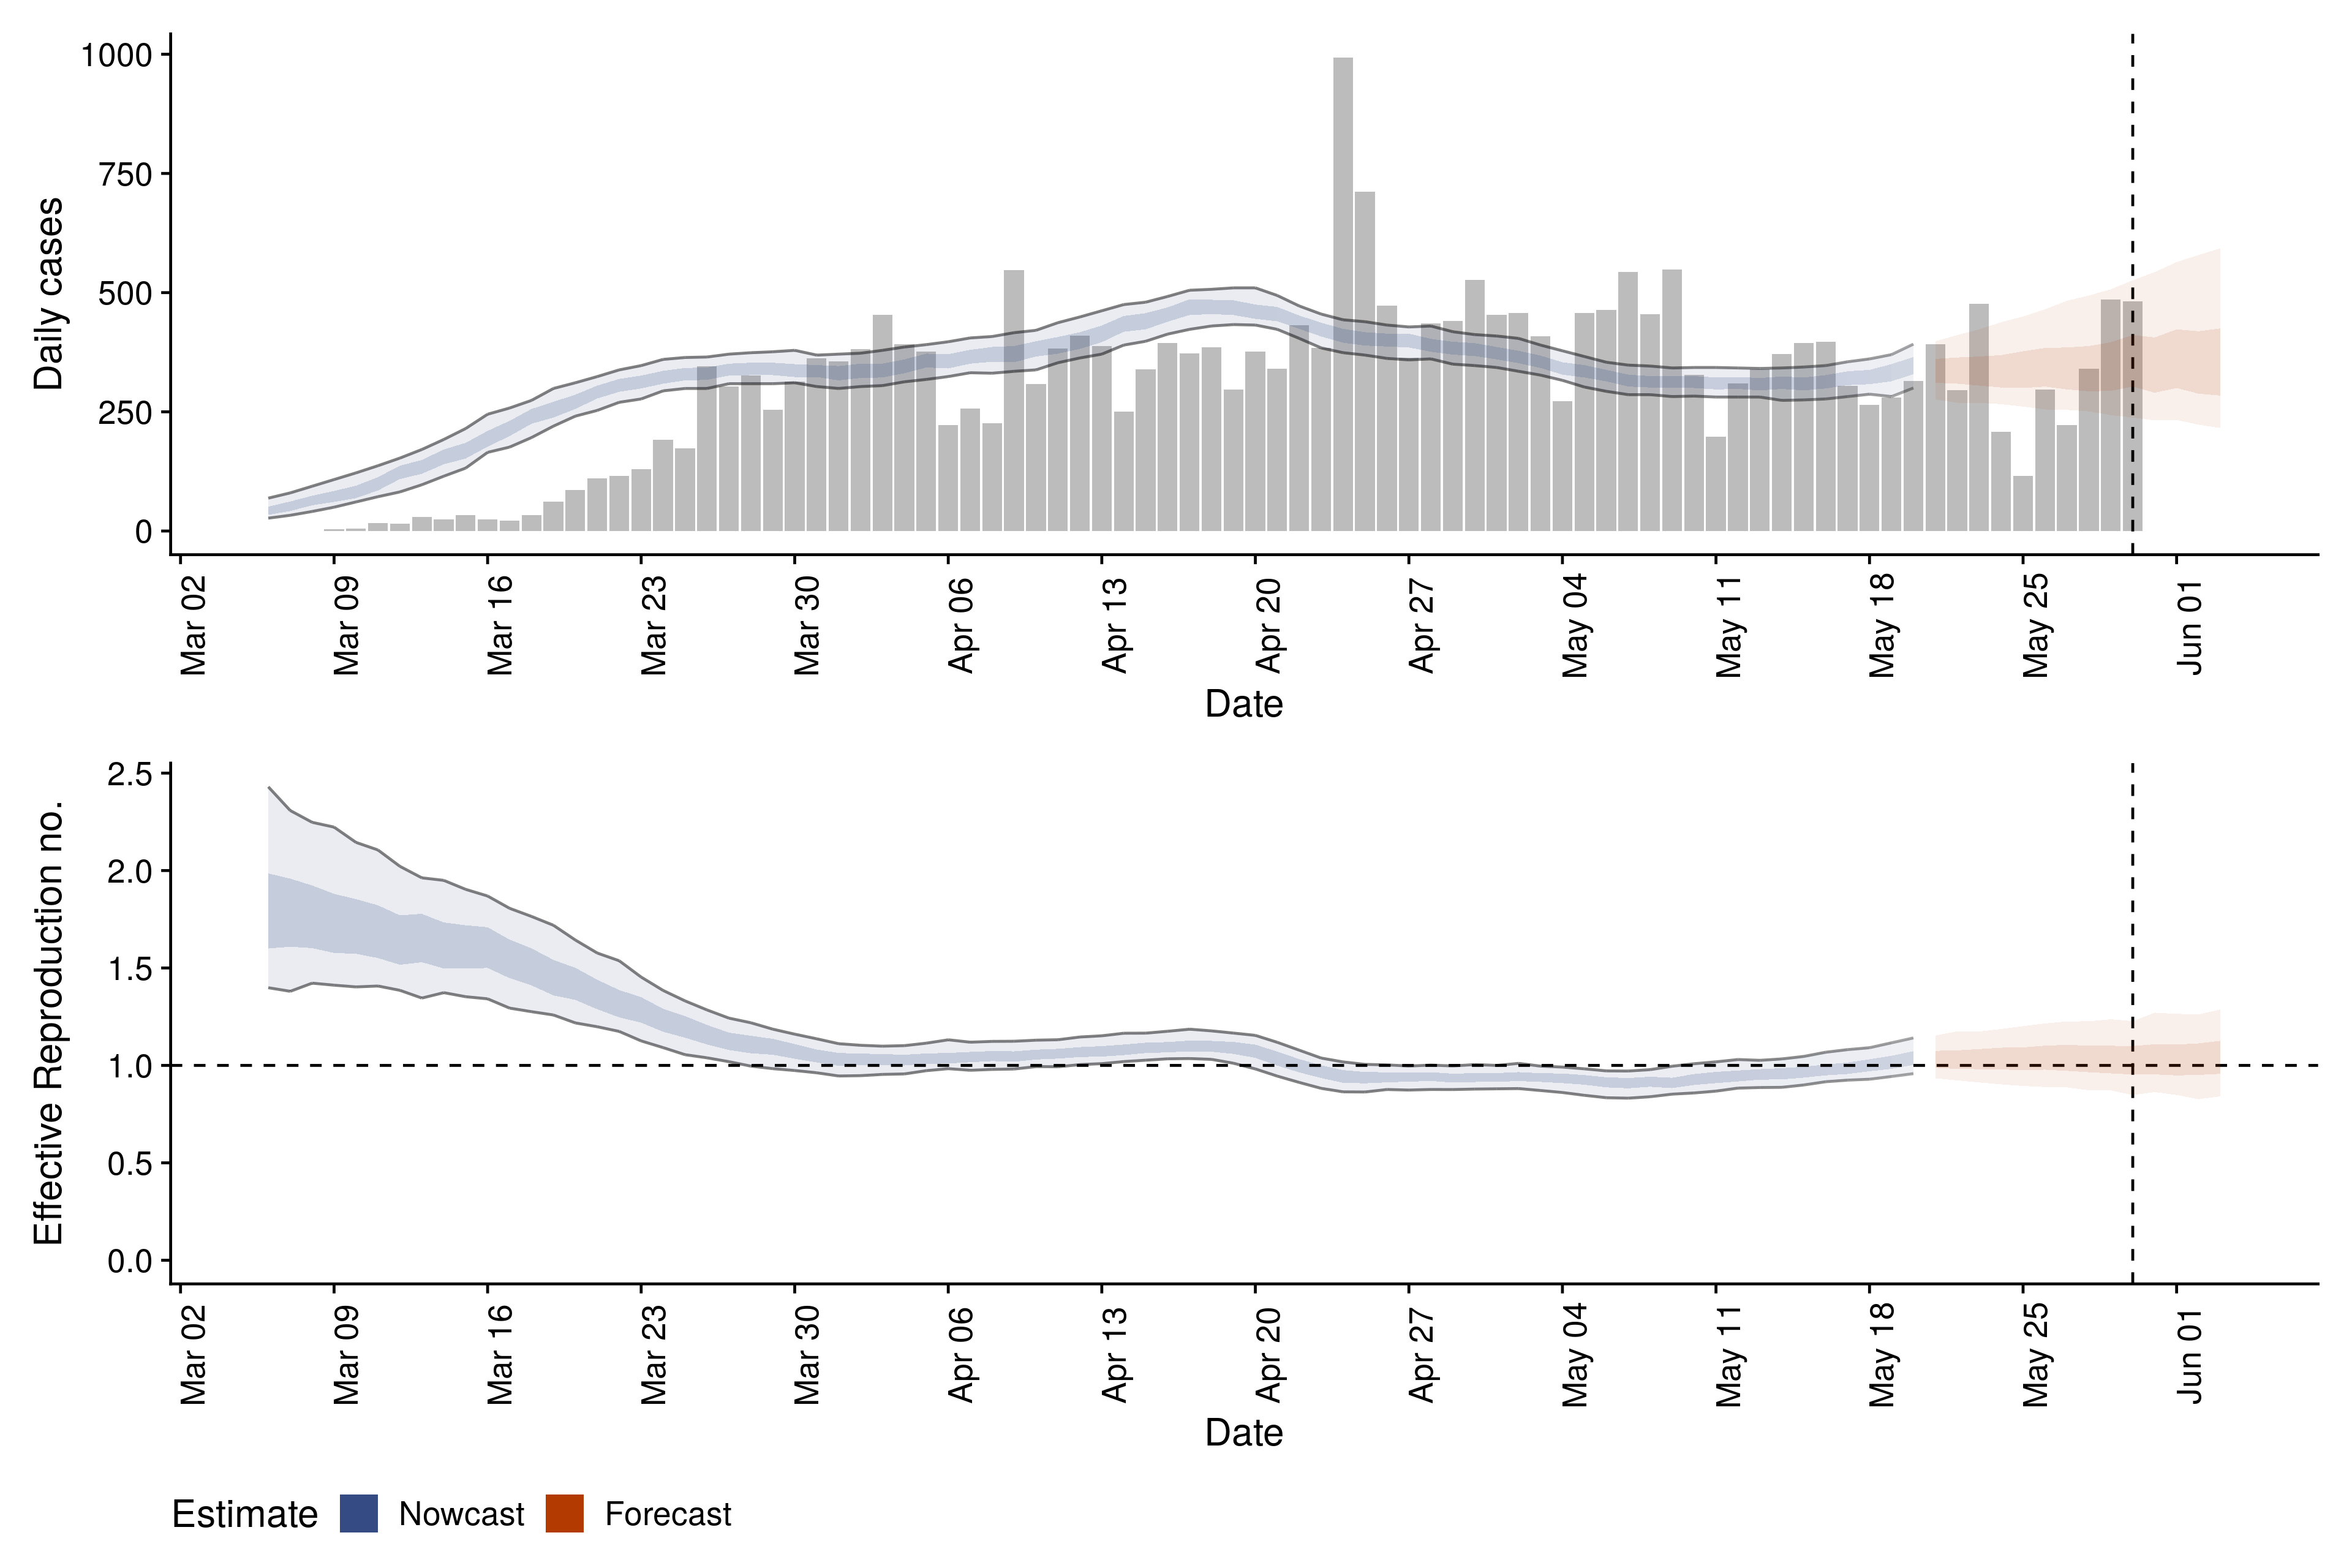 1000
750
500
250
0
Daily cases
Mar 02 Mar 09 Mar 16 Mar 23 Mar 30 Apr 06 Apr 13 Apr 20 Apr 27 May 04 May 11 May 18 May 25 Jun 01
Date
2.5
2.0
1.5
1.0
0.5
0.0
Effective Reproduction no.
Mar 02 Mar 09 Mar 16 Mar 23 Mar 30 Apr 06 Apr 13 Apr 20 Apr 27 May 04 May 11 May 18 May 25 Jun 01
Date
Estimate Nowcast Forecast